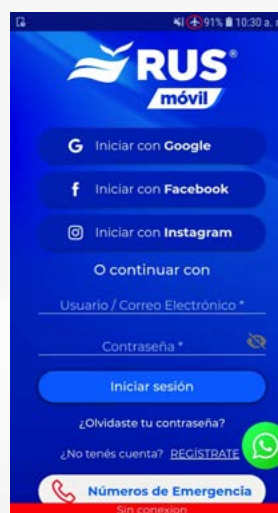 91% 10:30 a.
RUS®
móvil
G Iniciar con Google
f Iniciar con Facebook
Iniciar con Instagram
O continuar con
Usuario / Correo Electrónico *
Contraseña *
Iniciar sesión
¿Olvidaste tu contraseña?
¿No tenés cuenta? REGÍSTRATE
Números de Emergencia
Sin conexion